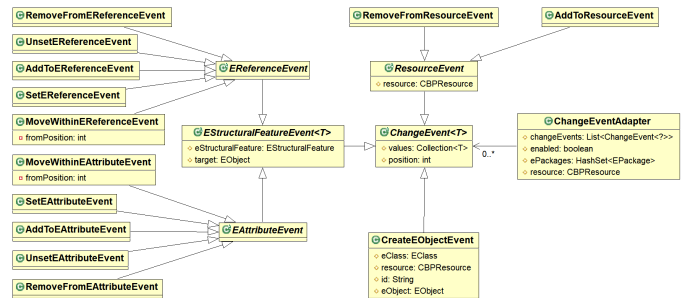 RemoveFromEReferenceEvent
UnsetEReferenceEvent
AddToEReferenceEvent
SetEReferenceEvent
MoveWithinEReferenceEvent
fromPosition: int
MoveWithinEAttributeEvent
fromPosition: int
SetEAttributeEvent
AddToEAttributeEvent
UnsetEAttributeEvent
RemoveFromEAttributeEvent
EReferenceEvent
EStructuralFeatureEvent<T>
eStructuralFeature: EStructuralFeature
target: EObject
EAttributeEvent
RemoveFromResourceEvent
AddToResourceEvent
ResourceEvent
resource: CBPResource
ChangeEvent<T>
values: Collection<T>
position: int
0..*
ChangeEventAdapter
changeEvents: List<ChangeEvent<?>>
enabled: boolean
ePackages: HashSet<EPackage>
resource: CBPResource
CreateEObjectEvent
eClass: EClass
resource: CBPResource
id: String
eObject: EObject